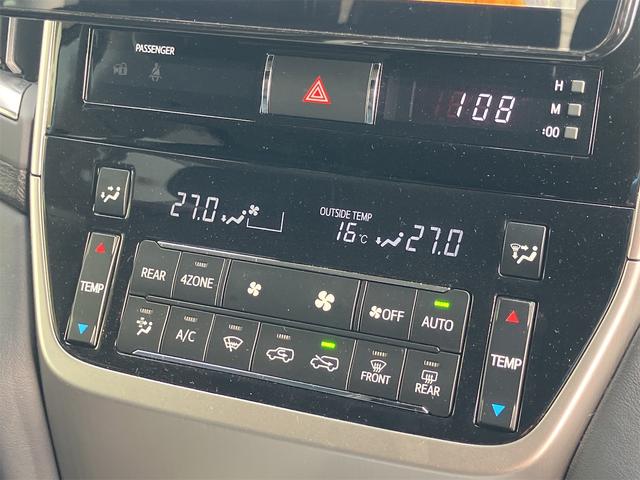 PASSENGER
108
H
M
:00
27.0
OUTSIDE TEMP
16°C
27.0
TEMP
REAR
4ZONE
OFF
AUTO
A/C
FRONT
REAR
TEMP